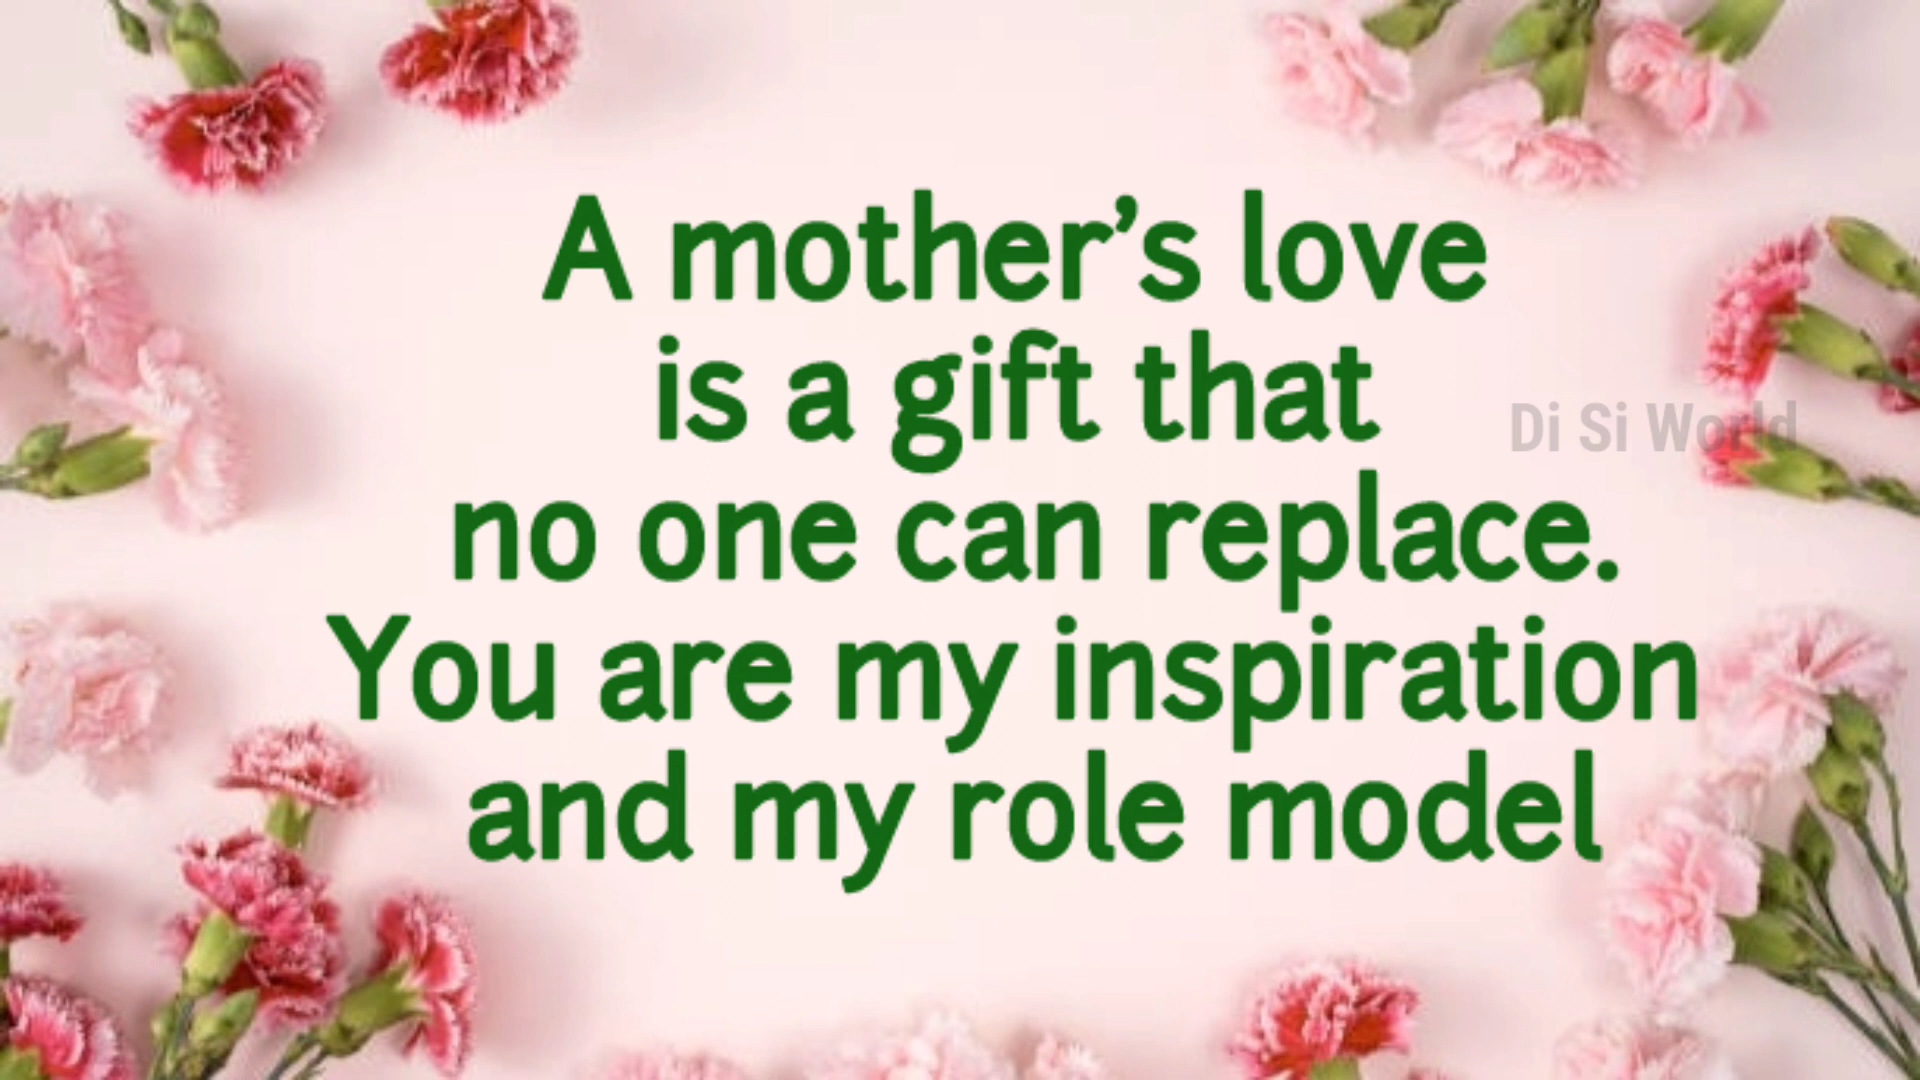 A mother’s love
is a gift that
Di Si World
no one can replace.
You are my inspiration
and my role model